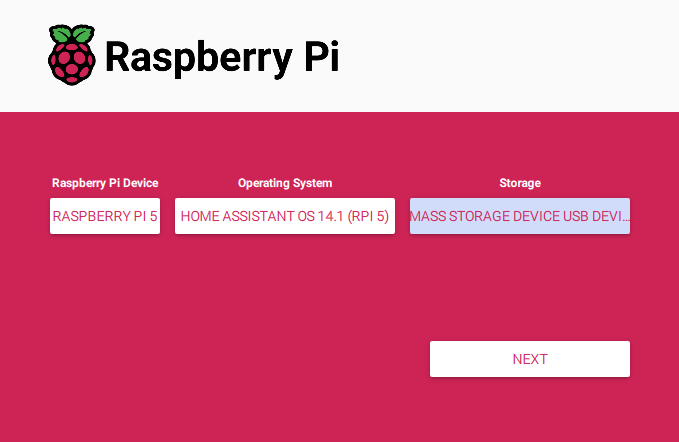 Raspberry Pi
Raspberry Pi Device
Operating System
Storage
RASPBERRY PI 5
HOME ASSISTANT OS 14.1 (RPI 5)
MASS STORAGE DEVICE USB DEVI...
NEXT